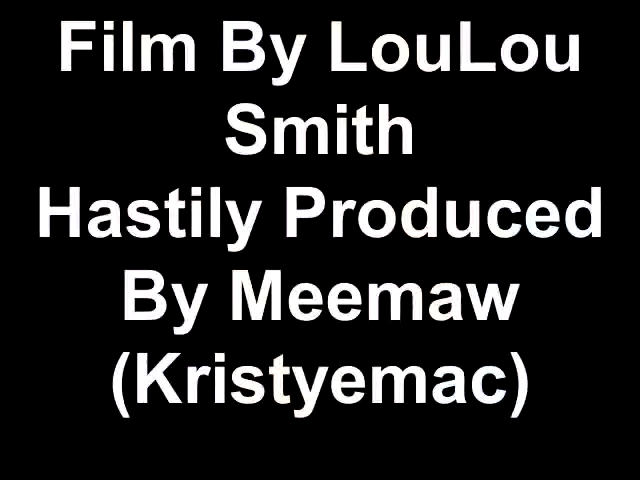 Film By LouLou
Smith
Hastily Produced
By Meemaw
(Kristyemac)